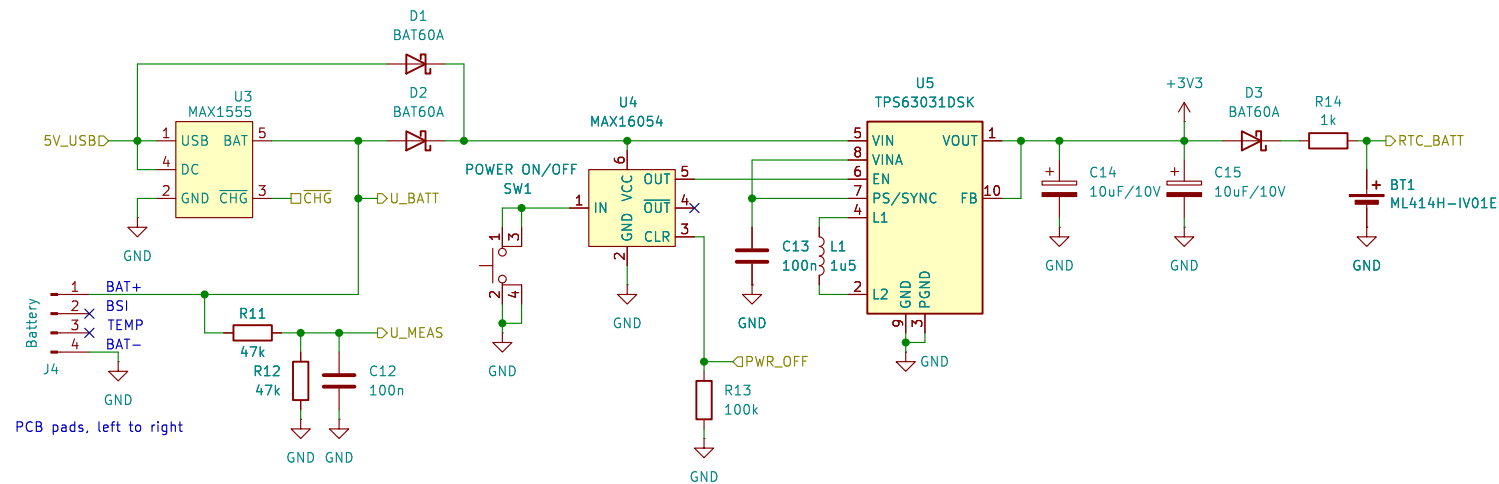 D1
BAT60A
D2
BAT60A
U3
MAX1555
5V_USB
1
USB
BAT
5
4
DC
2
GND
CHG
3
CHG
GND
U_BATT
Battery
1
BAT+
2
BSI
3
TEMP
4
BAT-
J4
GND
PCB pads, left to right
R11
47k
R12
47k
C12
100n
U_MEAS
GND
GND
POWER ON/OFF
SW1
1
3
2
4
GND
U4
MAX16054
6
VCC
OUT
5
1
IN
OUT
4
GND
CLR
3
2
GND
PWR_OFF
R13
100k
GND
C13
100n
GND
L1
1u5
U5
TPS63031DSK
5
VIN
VOUT
1
8
VINA
6
EN
7
PS/SYNC
FB
10
4
L1
2
L2
GND
PGND
9
3
GND
+3V3
C14
10uF/10V
GND
C15
10uF/10V
GND
D3
BAT60A
R14
1k
RTC_BATT
BT1
ML414H-IV01E
GND